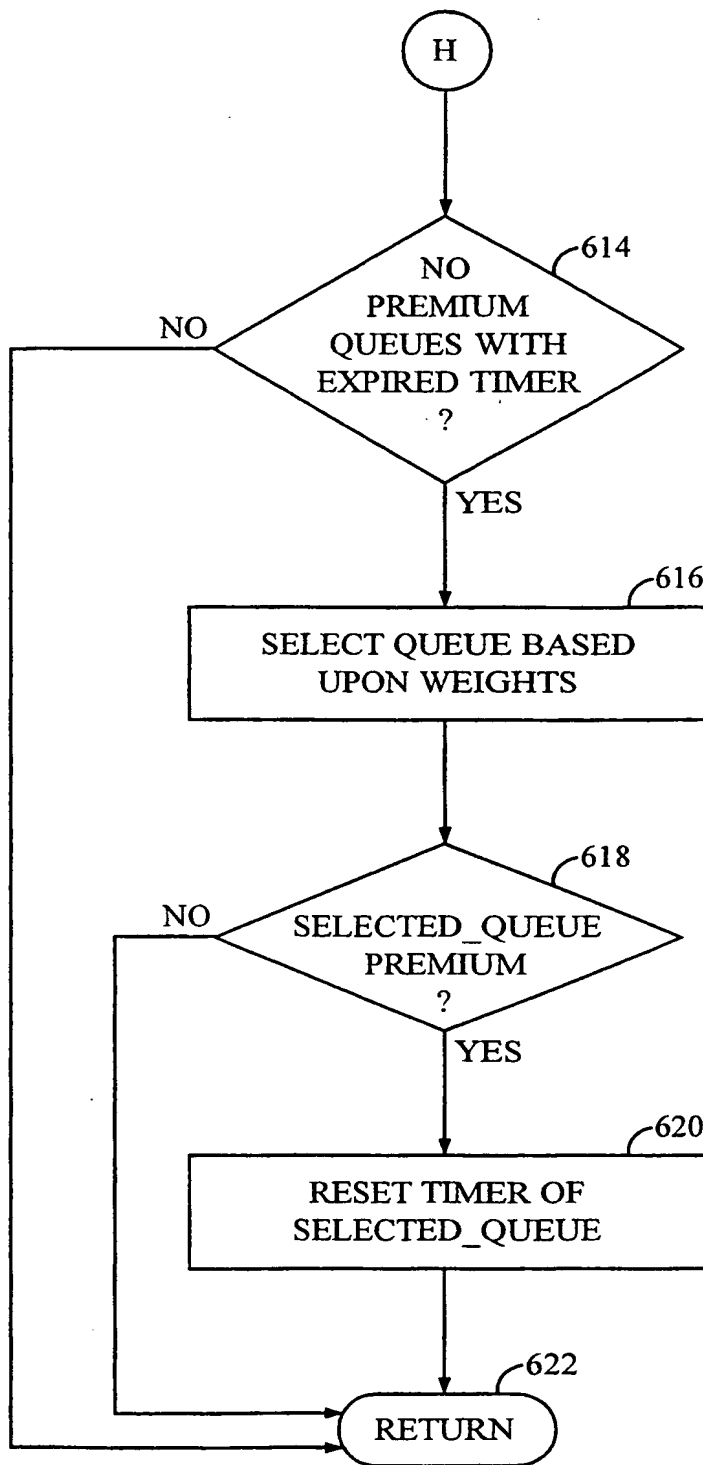 H
614
NO
PREMIUM
QUEUES WITH
EXPIRED TIMER
?
NO
YES
616
SELECT QUEUE BASED
UPON WEIGHTS
618
NO
SELECTED_QUEUE
PREMIUM
?
YES
620
RESET TIMER OF
SELECTED_QUEUE
622
RETURN